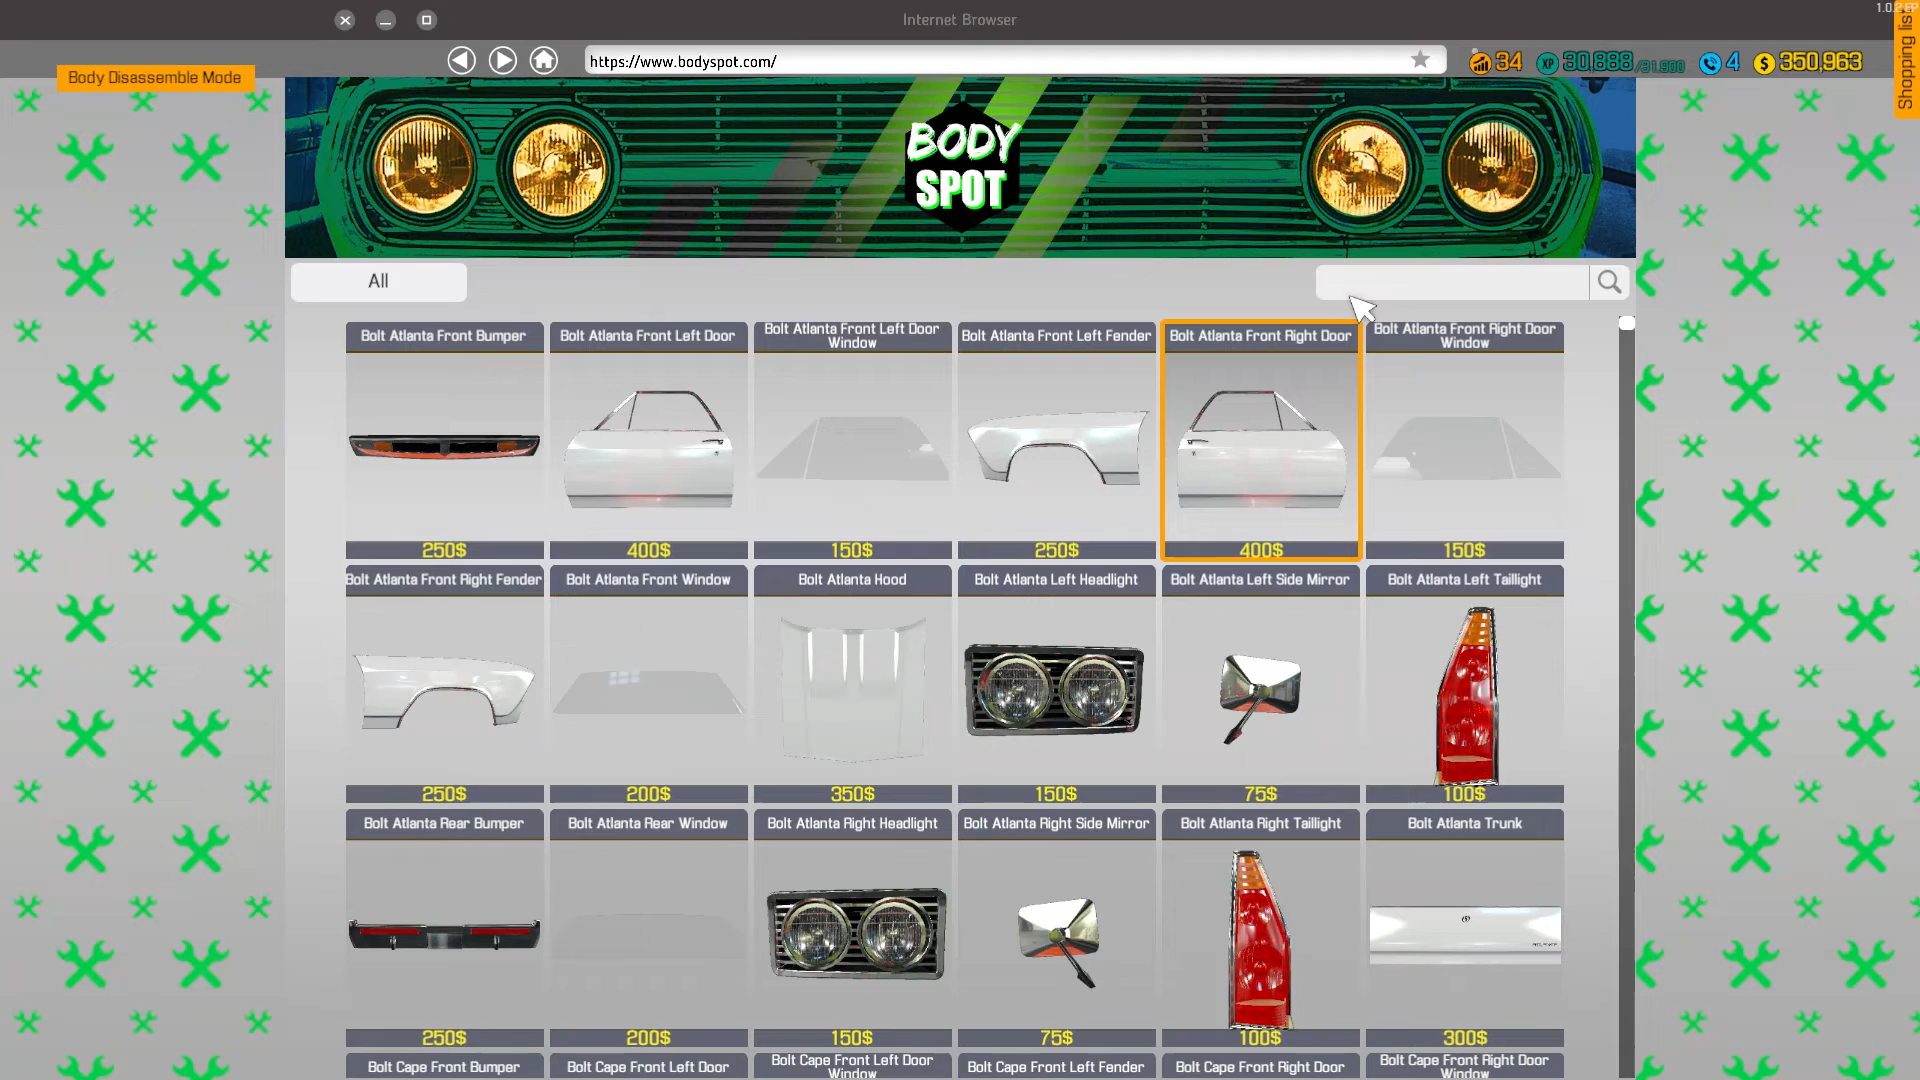 1.0.2 EP
Internet Browser
https://www.bodyspot.com/
34
XP
30,888
/31,900
4
$
350,963
Body Disassemble Mode
Shopping list
BODY
SPOT
All
Bolt Atlanta Front Bumper
Bolt Atlanta Front Left Door
Bolt Atlanta Front Left Door
Window
Bolt Atlanta Front Left Fender
Bolt Atlanta Front Right Door
Bolt Atlanta Front Right Door
Window
250$
400$
150$
250$
400$
150$
Bolt Atlanta Front Right Fender
Bolt Atlanta Front Window
Bolt Atlanta Hood
Bolt Atlanta Left Headlight
Bolt Atlanta Left Side Mirror
Bolt Atlanta Left Taillight
250$
200$
350$
150$
75$
100$
Bolt Atlanta Rear Bumper
Bolt Atlanta Rear Window
Bolt Atlanta Right Headlight
Bolt Atlanta Right Side Mirror
Bolt Atlanta Right Taillight
Bolt Atlanta Trunk
250$
200$
150$
75$
100$
300$
Bolt Cape Front Bumper
Bolt Cape Front Left Door
Bolt Cape Front Left Door
Window
Bolt Cape Front Left Fender
Bolt Cape Front Right Door
Bolt Cape Front Right Door
Window